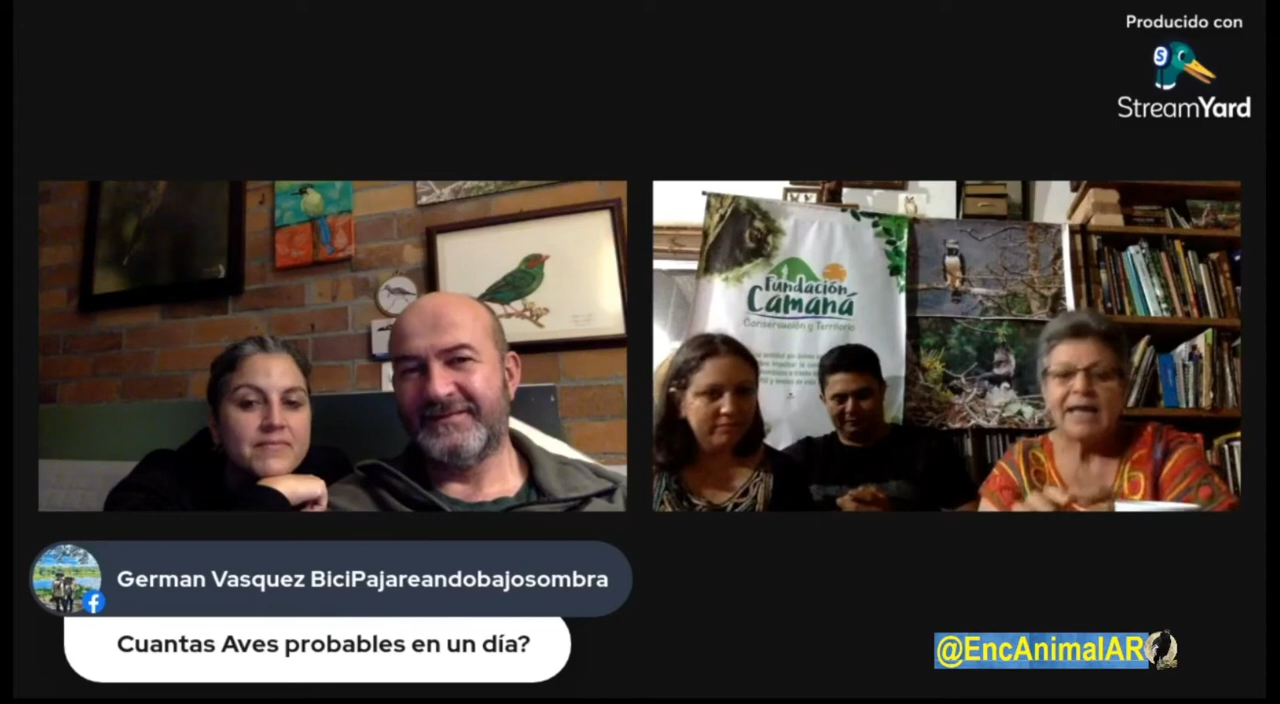 Producido con
StreamYard
Fundación
Camaná
Conservación y Territorio
German Vasquez BiciPajareandobajosombra
Cuantas Aves probables en un día?
@EncAnimalAR